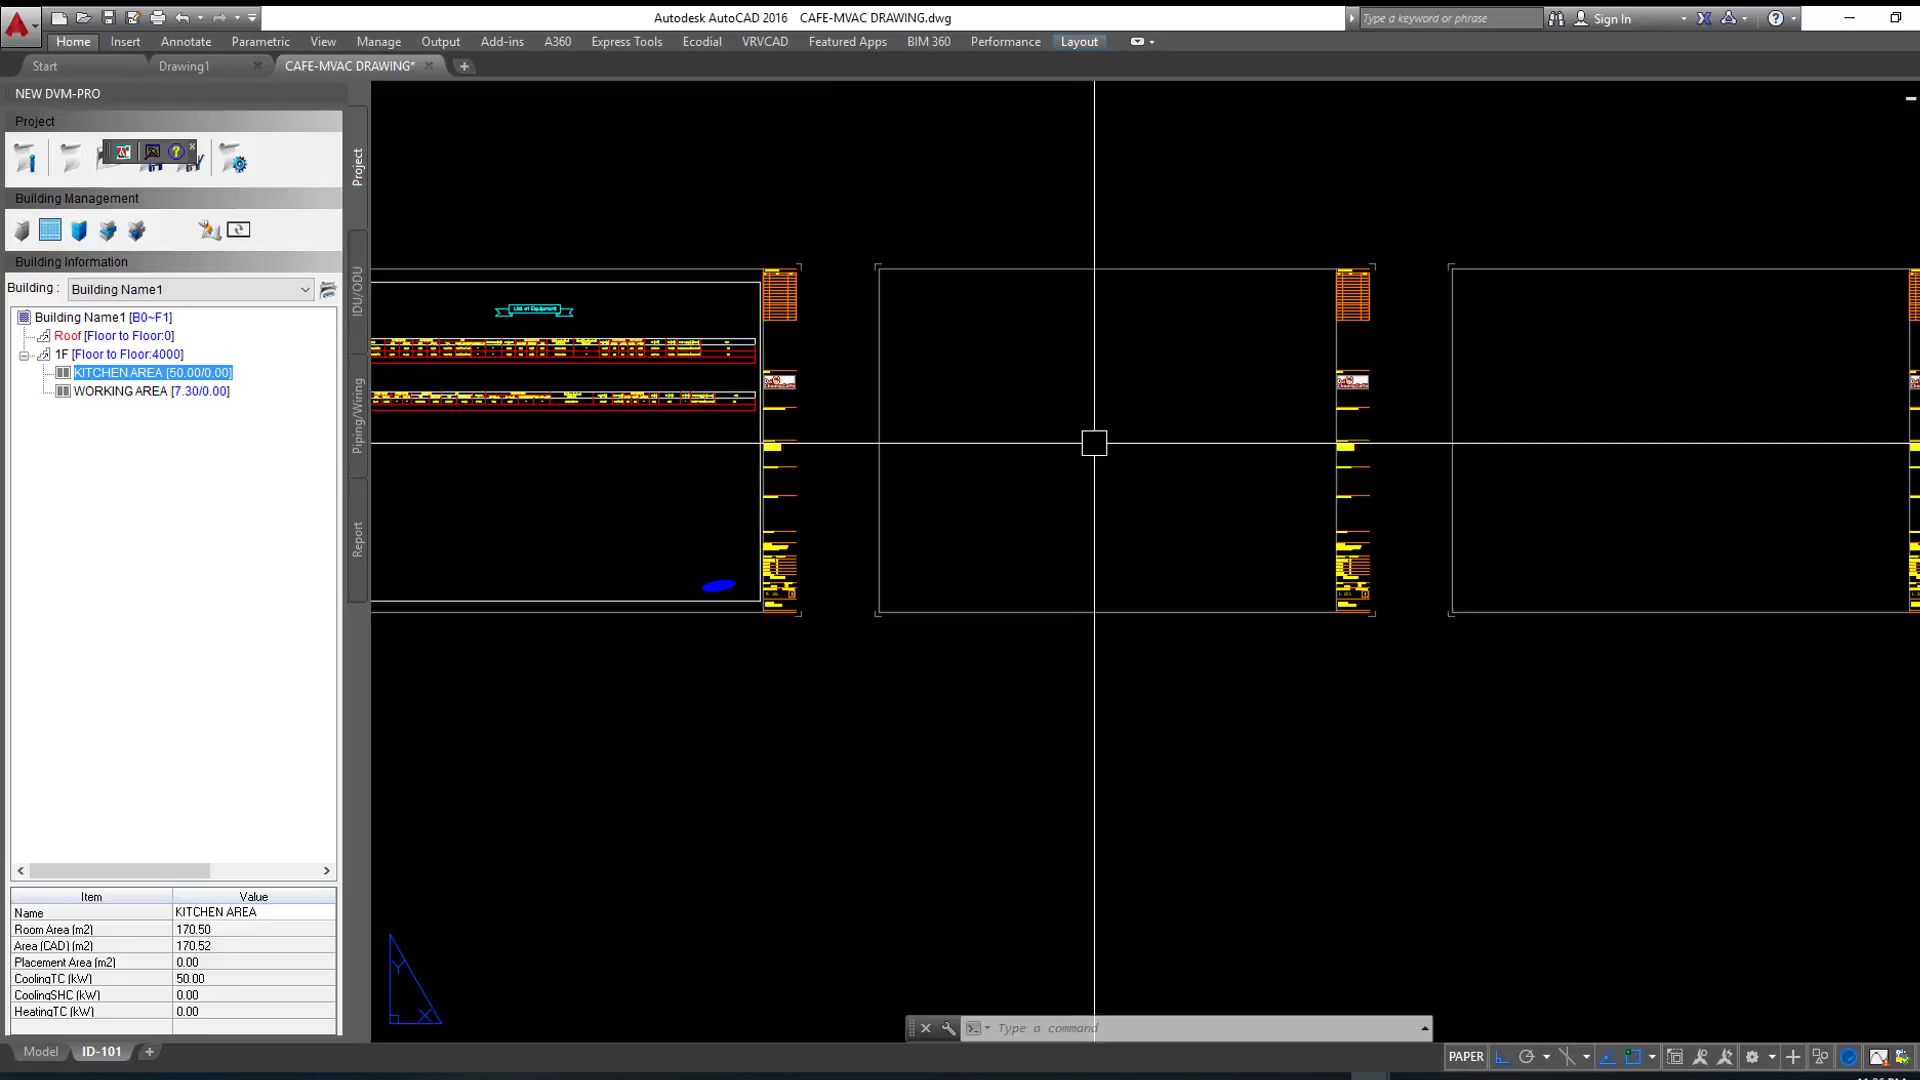 Autodesk AutoCAD 2016 CAFE-MVAC DRAWING.dwg
Type a keyword or phrase
Sign In
Home Insert Annotate Parametric View Manage Output Add-ins A360 Express Tools Ecodial VRVCAD Featured Apps BIM 360 Performance Layout
Start Drawing1 CAFE-MVAC DRAWING*
NEW DVM-PRO
Project
Building Management
Building Information
Building : Building Name1
Building Name1 [B0~F1]
Roof [Floor to Floor:0]
1F [Floor to Floor:4000]
KITCHEN AREA [50.00/0.00]
WORKING AREA [7.30/0.00]
Project
IDU/ODU
Piping/Wiring
Report
List of Equipment
Item Value
Name KITCHEN AREA
Room Area (m2) 170.50
Area (CAD) (m2) 170.52
Placement Area (m2) 0.00
CoolingTC (kW) 50.00
CoolingSHC (kW) 0.00
HeatingTC (kW) 0.00
Y
X
Type a command
Model ID-101
PAPER